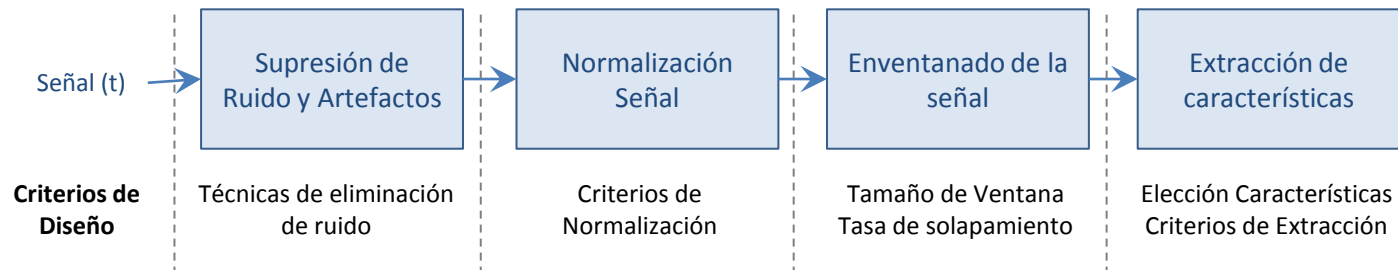 Señal (t)
Supresión de
Ruido y Artefactos
Normalización
Señal
Enventanado de la
señal
Extracción de
características
Criterios de
Diseño
Técnicas de eliminación
de ruido
Criterios de
Normalización
Tamaño de Ventana
Tasa de solapamiento
Elección Características
Criterios de Extracción